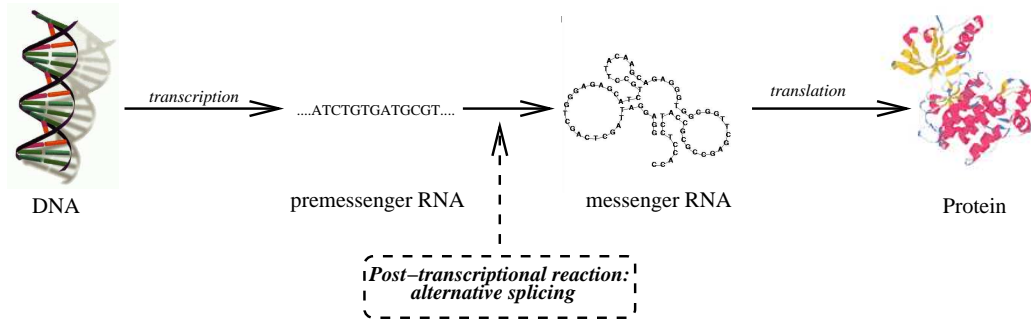 transcription
translation
....ATCTGTGATGCGT....
DNA
premessenger RNA
messenger RNA
Protein
Post-transcriptional reaction:
alternative splicing